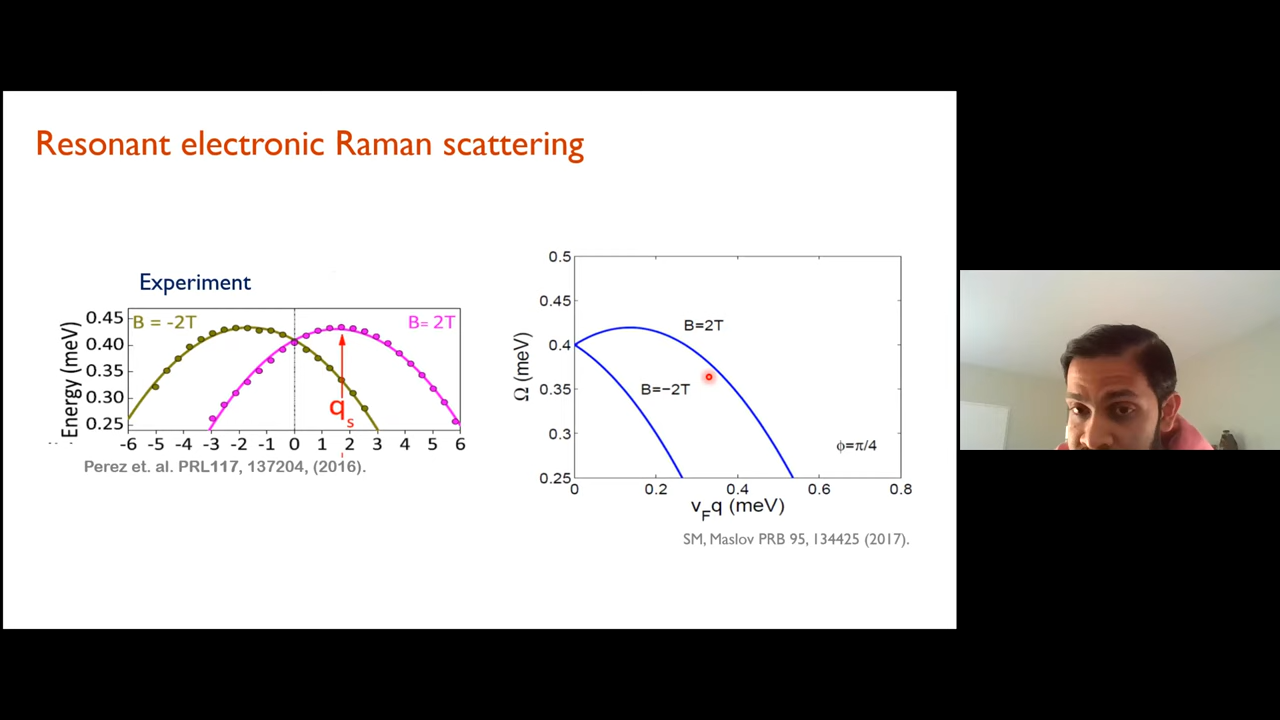 Resonant electronic Raman scattering
Experiment
Energy (meV)
0.45
0.40
0.35
0.30
0.25
B = -2T
B= 2T
qs
-6 -5 -4 -3 -2 -1 0 1 2 3 4 5 6
Perez et. al. PRL117, 137204, (2016).
Ω (meV)
0.5
0.45
0.4
0.35
0.3
0.25
B=2T
B=−2T
ϕ=π/4
0 0.2 0.4 0.6 0.8
vFq (meV)
SM, Maslov PRB 95, 134425 (2017).